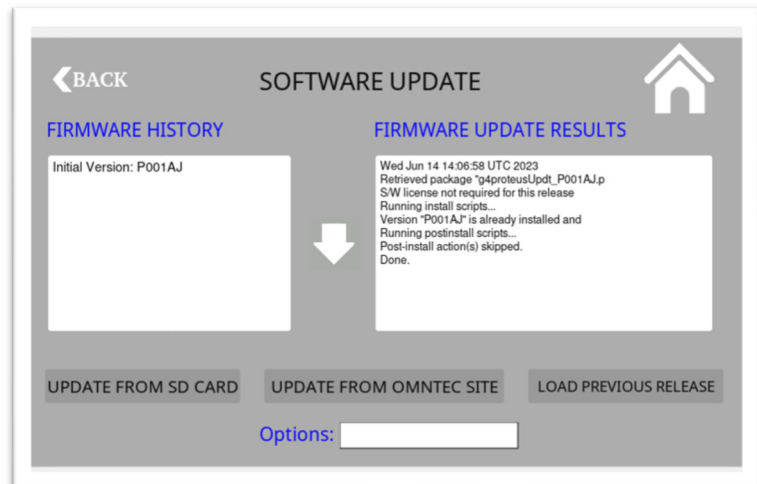 BACK
SOFTWARE UPDATE
FIRMWARE HISTORY
Initial Version: P001AJ
FIRMWARE UPDATE RESULTS
Wed Jun 14 14:06:58 UTC 2023
Retrieved package "g4proteusUpdt_P001AJ.p
S/W license not required for this release
Running install scripts...
Version "P001AJ" is already installed and
Running postinstall scripts...
Post-install action(s) skipped.
Done.
UPDATE FROM SD CARD
UPDATE FROM OMNTEC SITE
LOAD PREVIOUS RELEASE
Options: